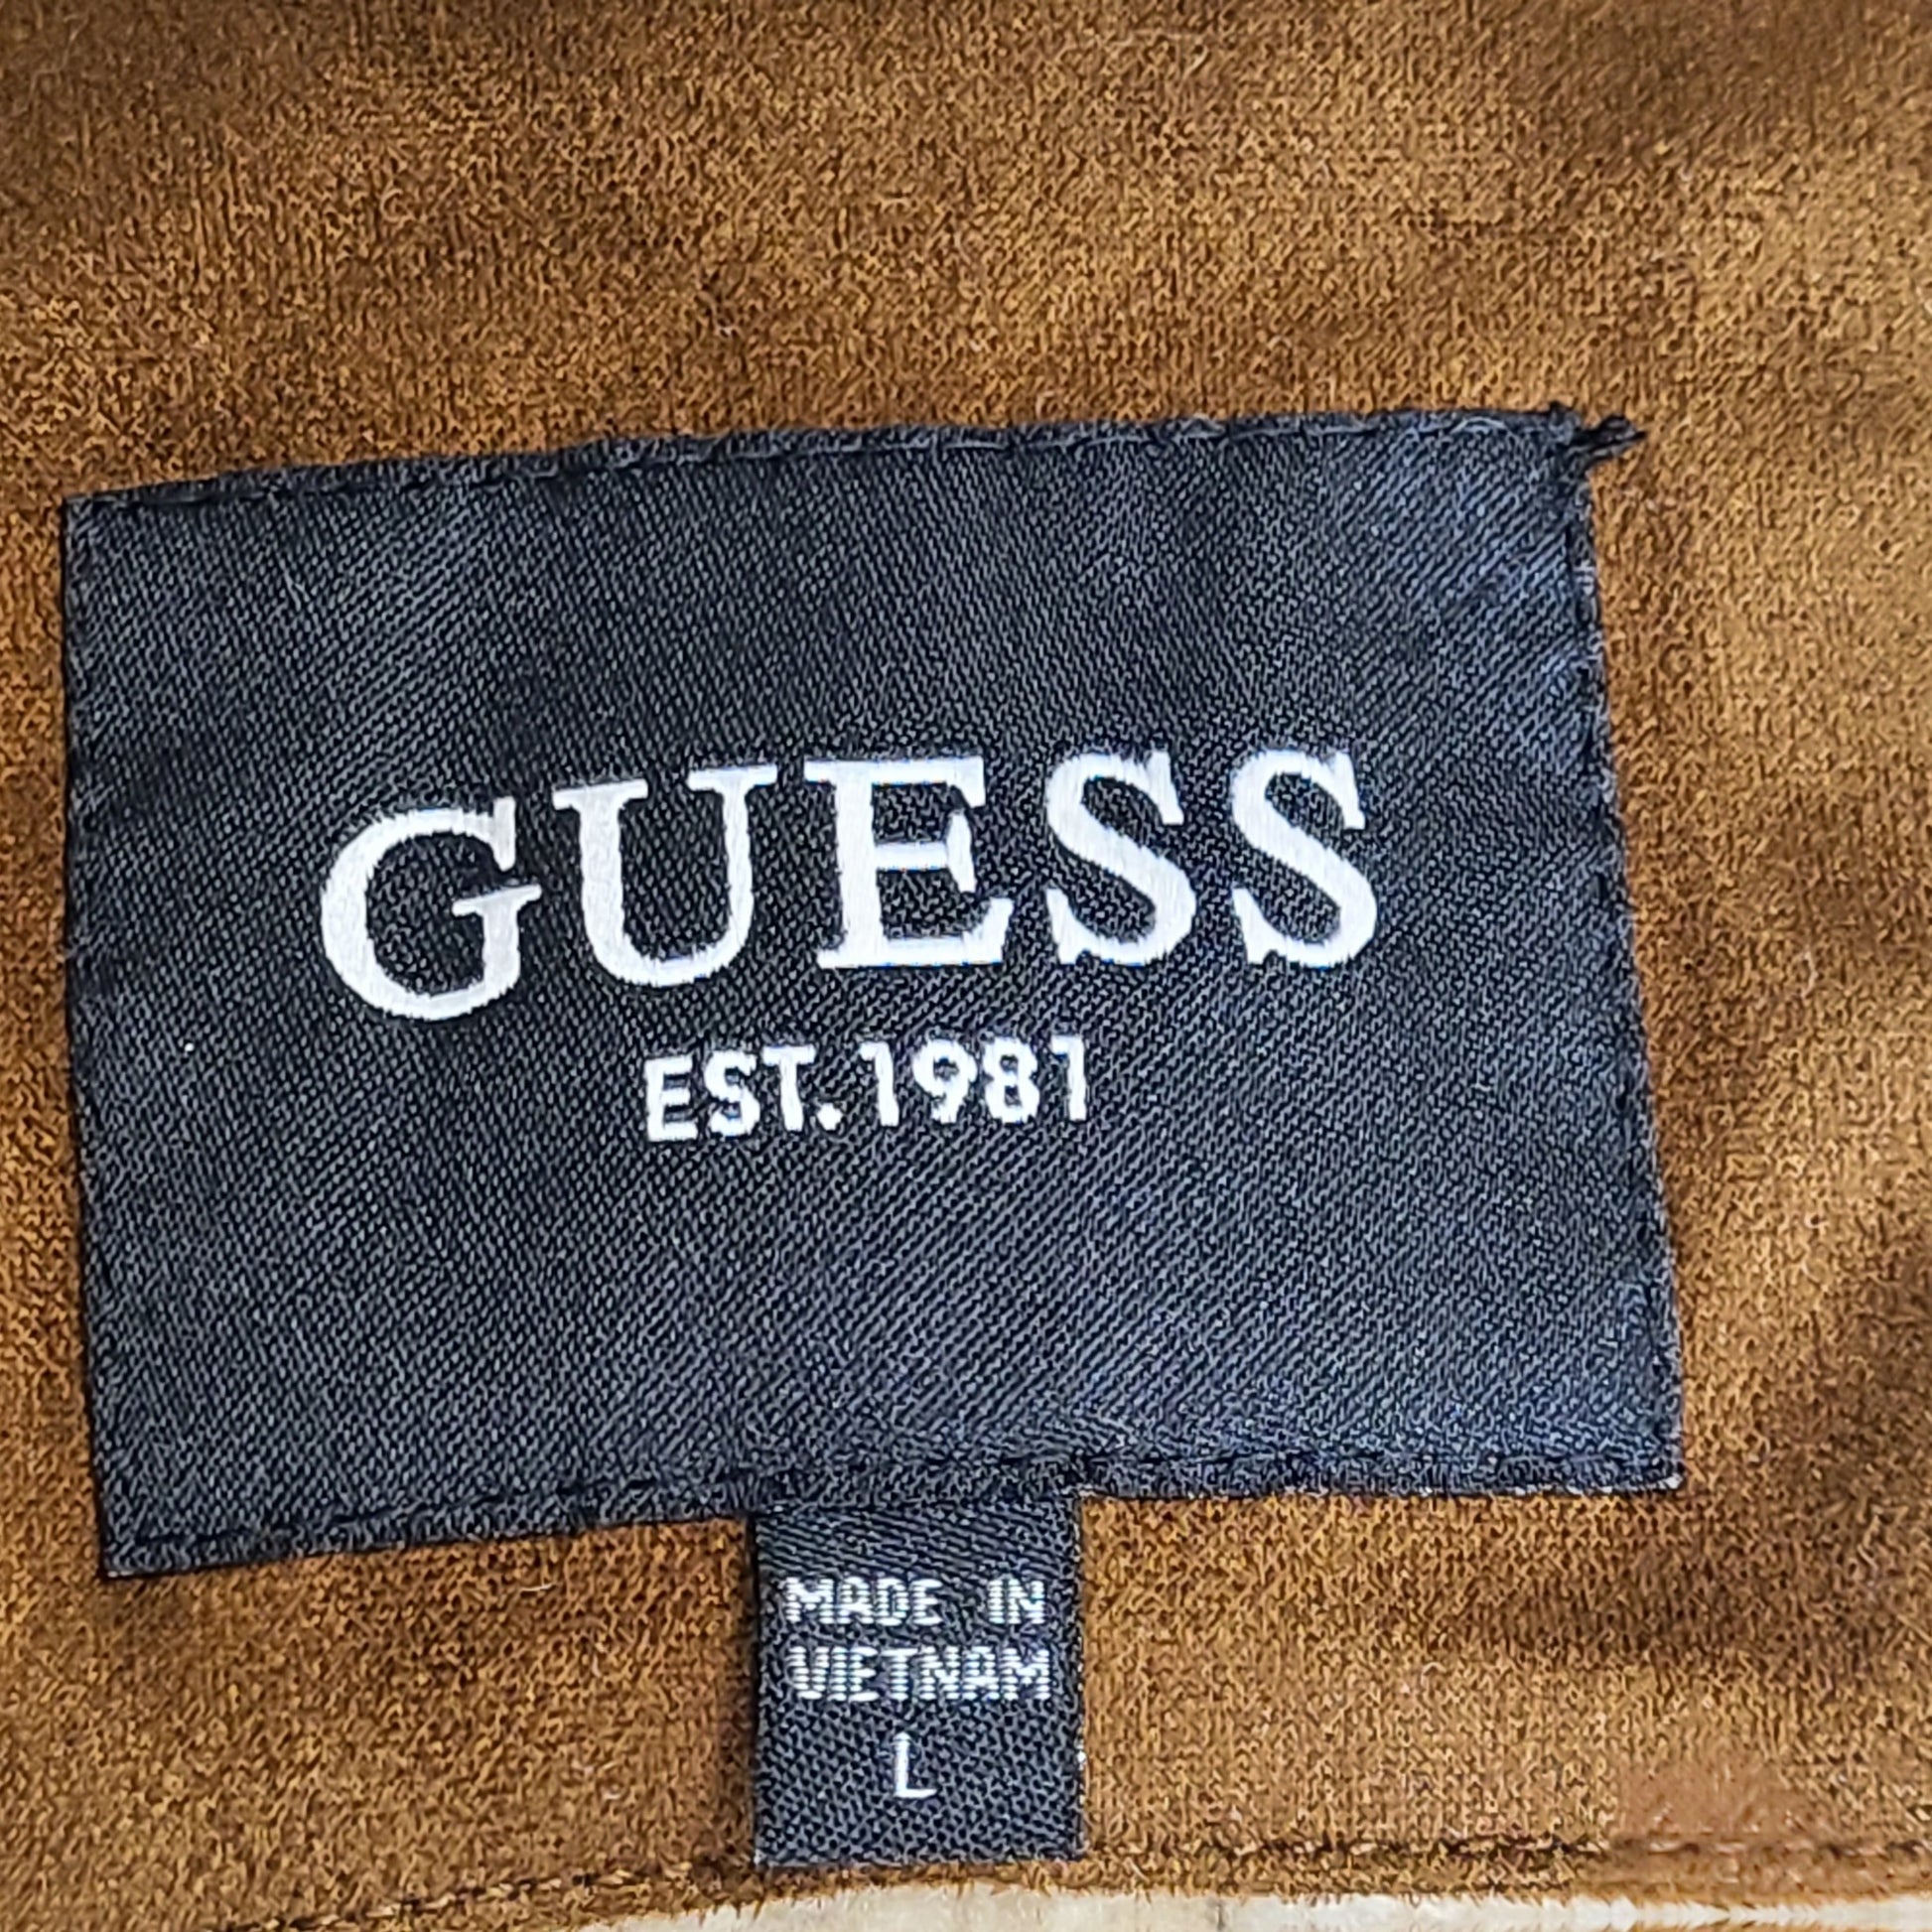 GUESS
EST.1981
MADE IN
VIETNAM
L